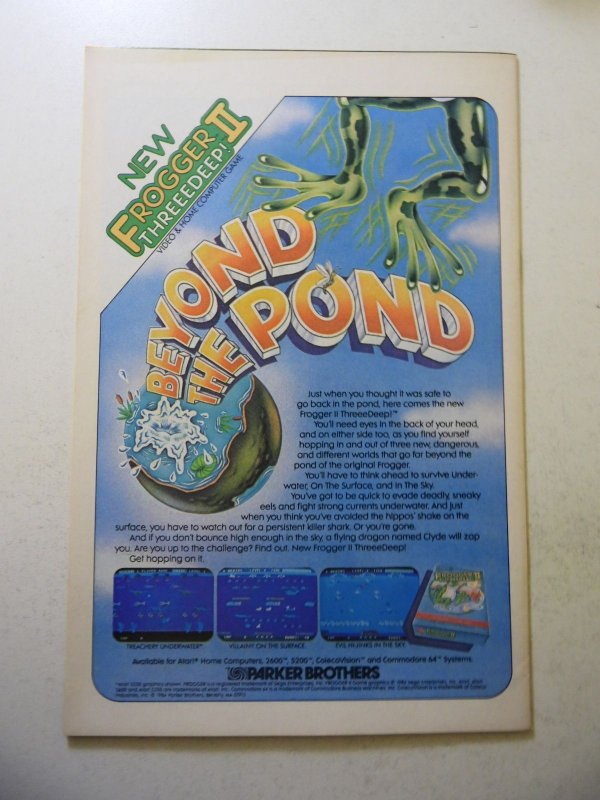 NEW
FROGGER II
THREEEDEEP!
VIDEO & HOME COMPUTER GAME
BEYOND
THE POND
Just when you thought it was safe to
go back in the pond, here comes the new
Frogger II ThreeeDeep!™
You'll need eyes in the back of your head,
and on either side too, as you find yourself
hopping in and out of three new, dangerous,
and different worlds that go far beyond the
pond of the original Frogger.
You'll have to think ahead to survive Under-
water, On The Surface, and In The Sky.
You've got to be quick to evade deadly, sneaky
eels and fight strong currents underwater. And just
when you think you've avoided the hippos' shake on the
surface, you have to watch out for a persistent killer shark. Or you're gone.
And if you don't bounce high enough in the sky, a flying dragon named Clyde will zap
you. Are you up to the challenge? Find out. New Frogger II ThreeeDeep!
Get hopping on it.
TREACHERY UNDERWATER*.
VILLAINY ON THE SURFACE.
EVIL HIJINKS IN THE SKY.
Available for Atari® Home Computers, 2600™, 5200™, ColecoVision™ and Commodore 64™ Systems.
PARKER BROTHERS